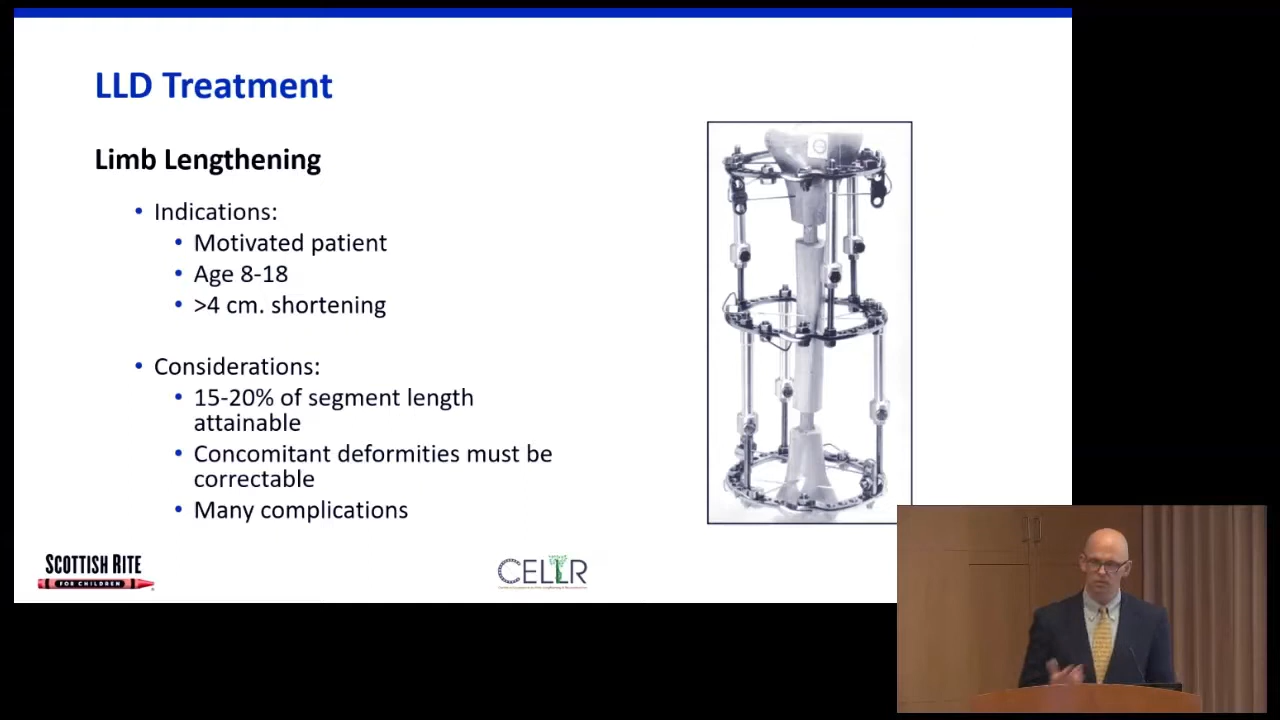 LLD Treatment
Limb Lengthening
• Indications:
• Motivated patient
• Age 8-18
• >4 cm. shortening
• Considerations:
• 15-20% of segment length
attainable
• Concomitant deformities must be
correctable
• Many complications
SCOTTISH RITE
FOR CHILDREN
CELLR